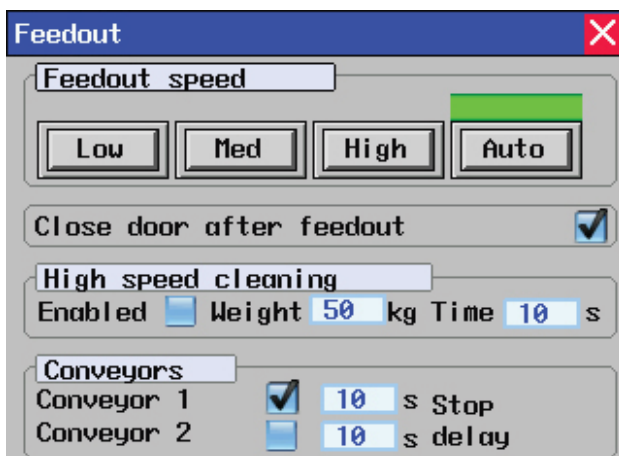 Feedout
Feedout speed
Low Med High Auto
Close door after feedout
High speed cleaning
Enabled Weight 50 kg Time 10 s
Conveyors
Conveyor 1 10 s Stop
Conveyor 2 10 s delay